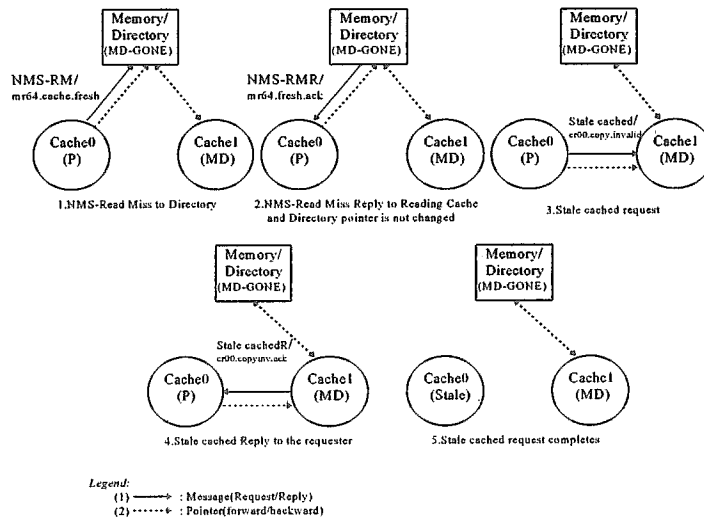 Memory/
Directory
(MD-GONE)
NMS-RM/
mr64.cache.fresh
Cache0
(P)
Cache1
(MD)
1.NMS-Read Miss to Directory
Memory/
Directory
(MD-GONE)
NMS-RMR/
mr64.fresh.ack
Cache0
(P)
Cache1
(MD)
2.NMS-Read Miss Reply to Reading Cache
and Directory pointer is not changed
Memory/
Directory
(MD-GONE)
Stale cached/
cr00.copy.invalid
Cache0
(P)
Cache1
(MD)
3.Stale cached request
Memory/
Directory
(MD-GONE)
Stale cachedR/
cr00.copyinv.ack
Cache0
(P)
Cache1
(MD)
4.Stale cached Reply to the requester
Memory/
Directory
(MD-GONE)
Cache0
(Stale)
Cache1
(MD)
5.Stale cached request completes
Legend:
(1) : Message(Request/Reply)
(2) : Pointer(forward/backward)